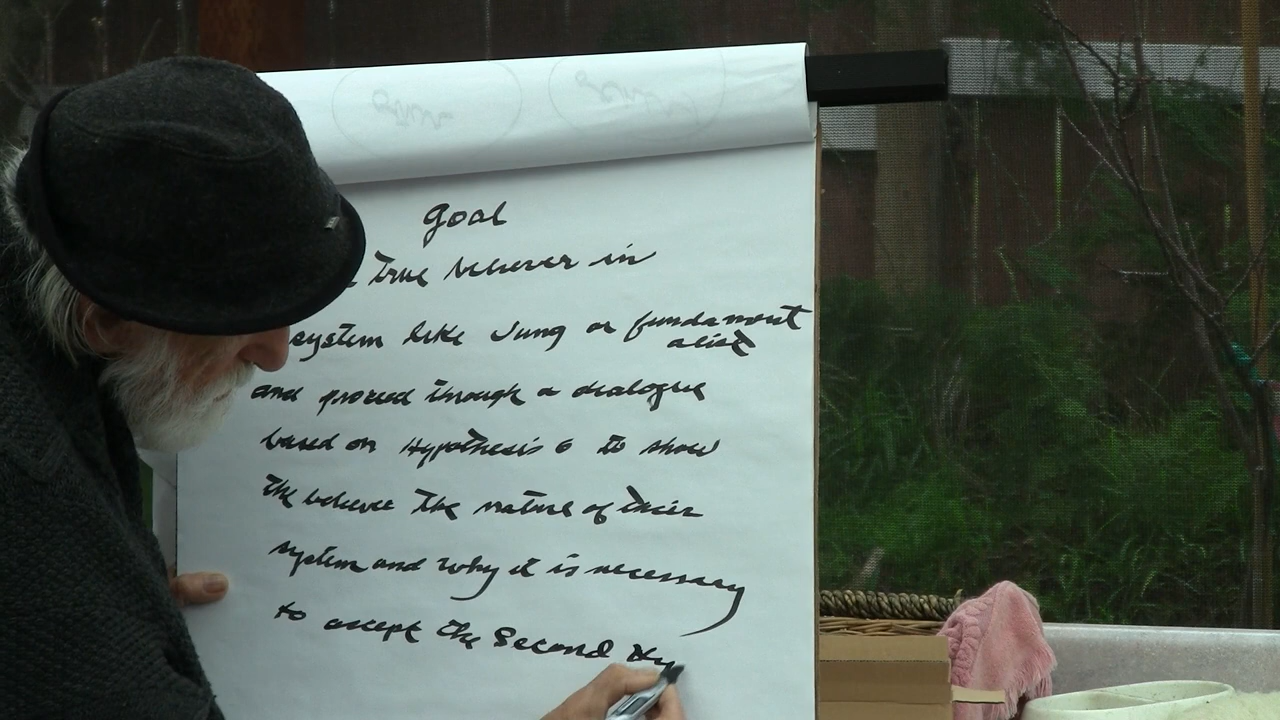 Goal
true believer in
system like Jung or fundament
alist
and proceed through a dialogue
based on Hypothesis 6 to show
the believer the nature of their
system and why it is necessary
to accept the Second Hy